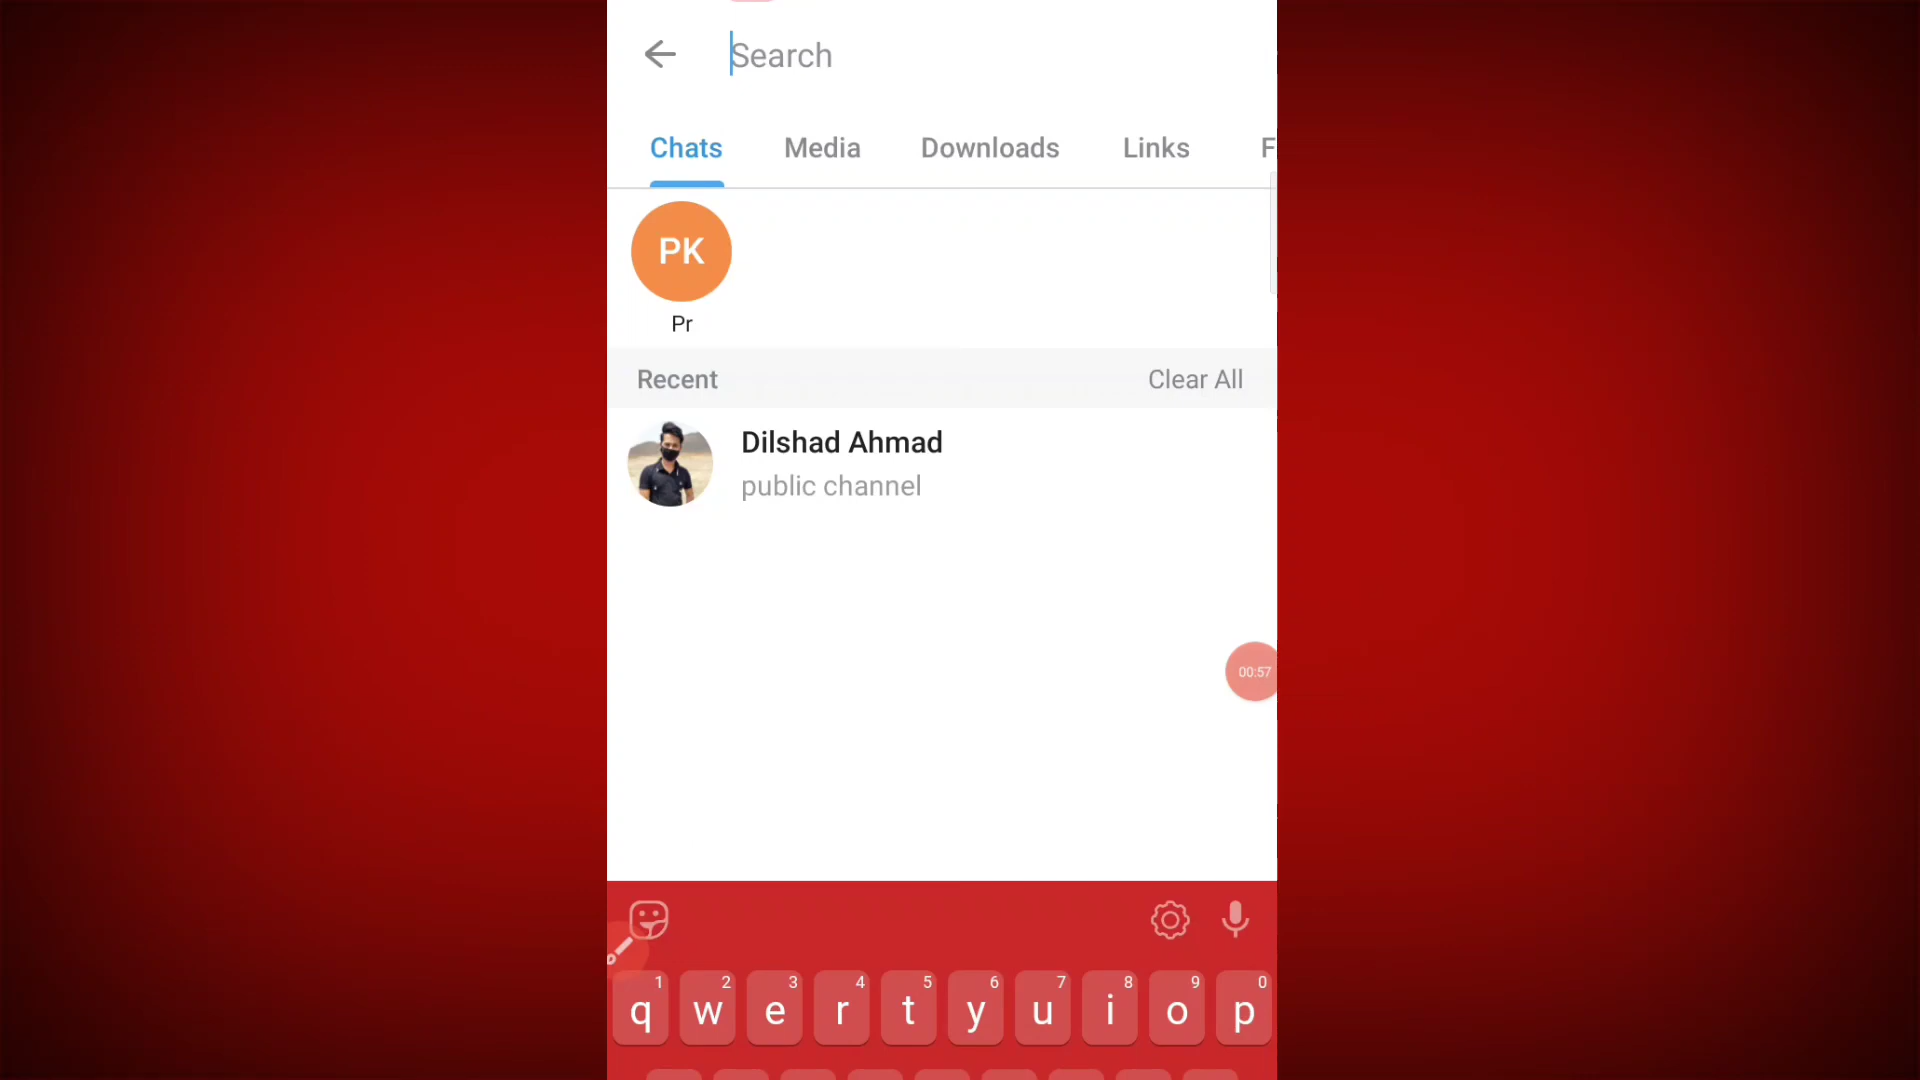 Search
Chats Media Downloads Links F
PK
Pr
Recent Clear All
Dilshad Ahmad
public channel
00:57
1 2 3 4 5 6 7 8 9 0
q w e r t y u i o p